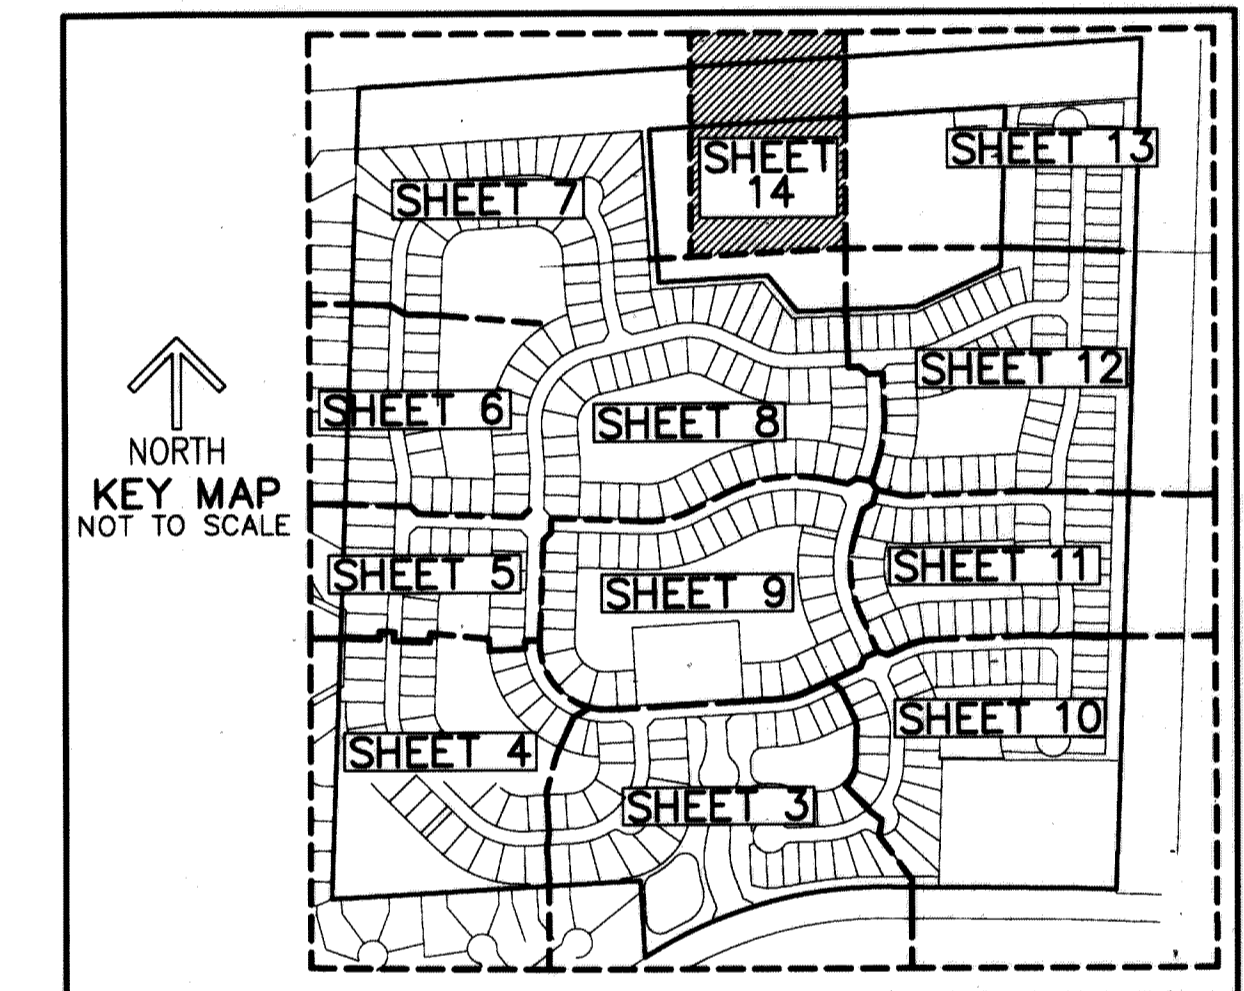 SHEET
14
SHEET 13
SHEET 7
SHEET 12
SHEET 6
SHEET 8
NORTH
KEY MAP
NOT TO SCALE
SHEET 5
SHEET 9
SHEET 11
SHEET 10
SHEET 4
SHEET 3